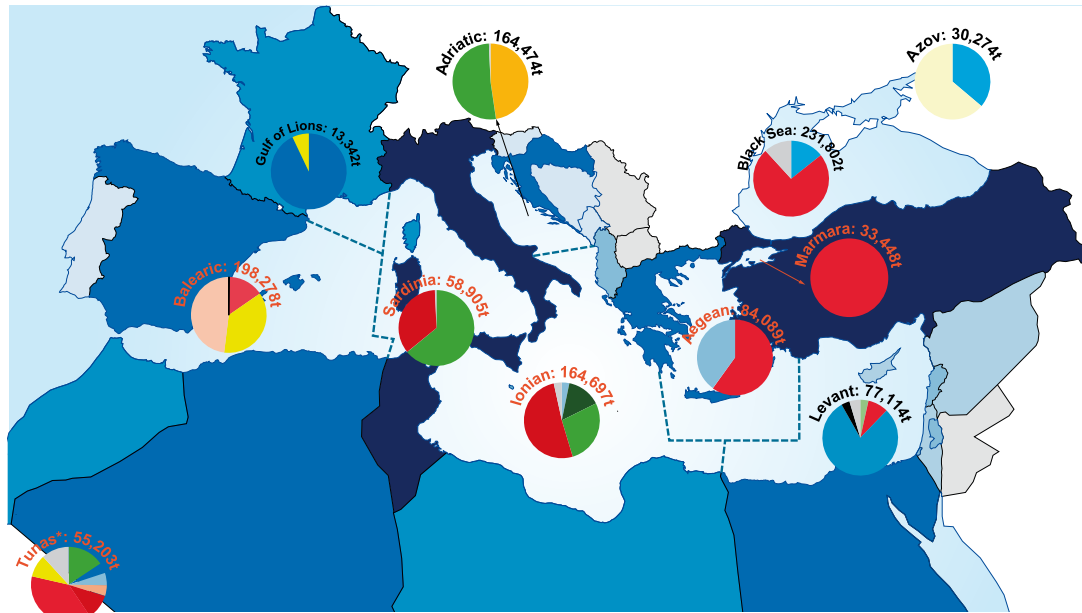 Adriatic: 164,474t
Azov: 30,274t
Gulf of Lions: 13,342t
Black Sea: 231,802t
Marmara: 33,448t
Balearic: 198,278t
Sardinia: 58,905t
Aegean: 84,089t
Ionian: 164,697t
Levant: 77,114t
Tunas*: 55,203t